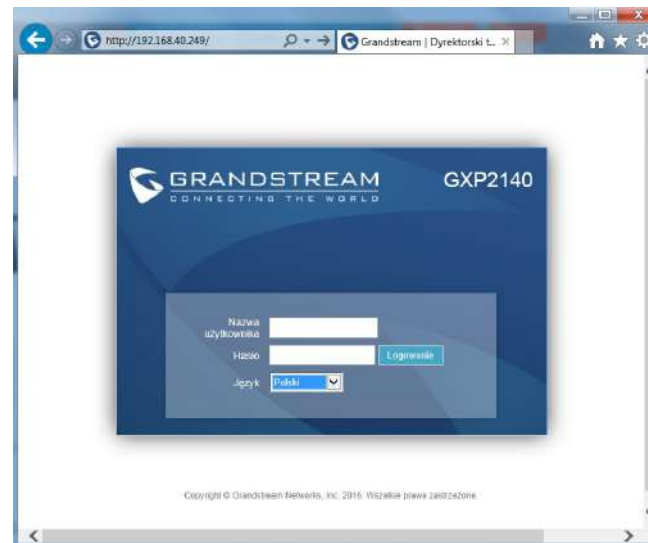 http://192.168.40.249/
Grandstream | Dyrektorski t...
GRANDSTREAM
CONNECTING THE WORLD
GXP2140
Nazwa
użytkownika
Hasło
Logowanie
Język
Polski
Copyright © Grandstream Networks, Inc. 2016. Wszelkie prawa zastrzeżone.